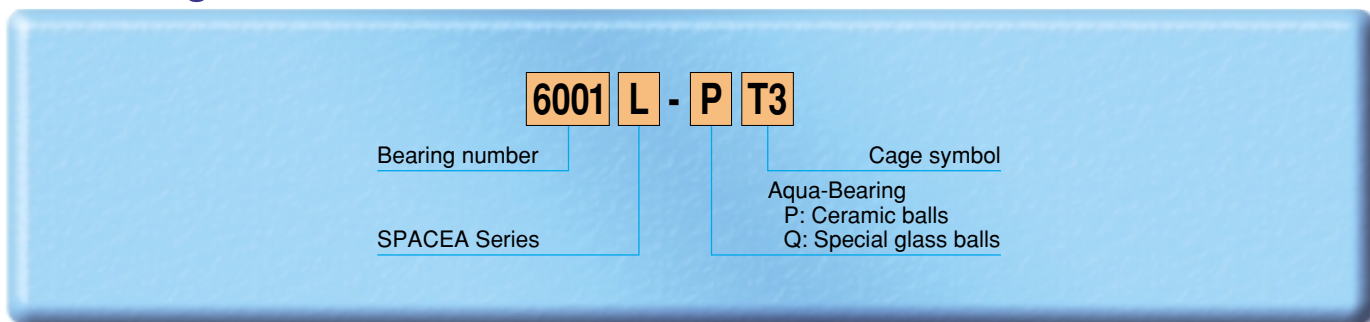 6001 L - P T3
Bearing number
Cage symbol
Aqua-Bearing
P: Ceramic balls
SPACEA Series
Q: Special glass balls